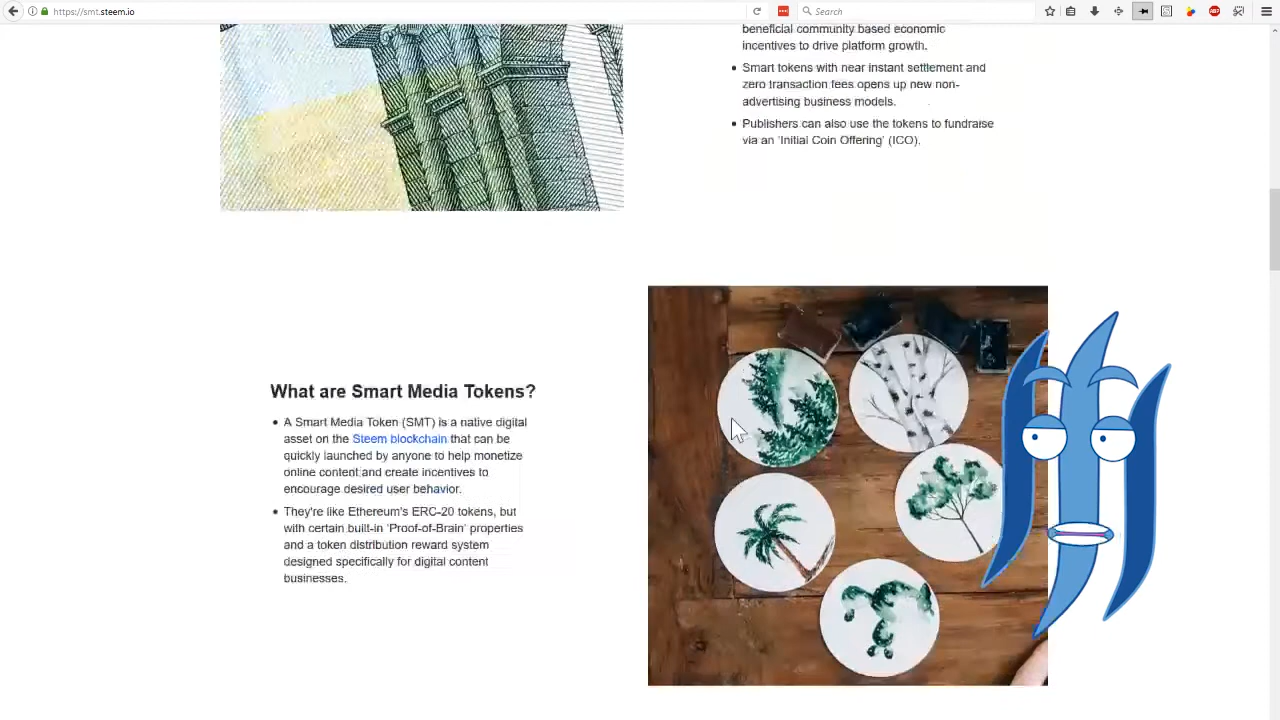 https://smt.steem.io
Search
beneficial community based economic
incentives to drive platform growth.
Smart tokens with near instant settlement and
zero transaction fees opens up new non-
advertising business models.
Publishers can also use the tokens to fundraise
via an 'Initial Coin Offering' (ICO).
What are Smart Media Tokens?
A Smart Media Token (SMT) is a native digital
asset on the Steem blockchain that can be
quickly launched by anyone to help monetize
online content and create incentives to
encourage desired user behavior.
They're like Ethereum's ERC-20 tokens, but
with certain built-in 'Proof-of-Brain' properties
and a token distribution reward system
designed specifically for digital content
businesses.